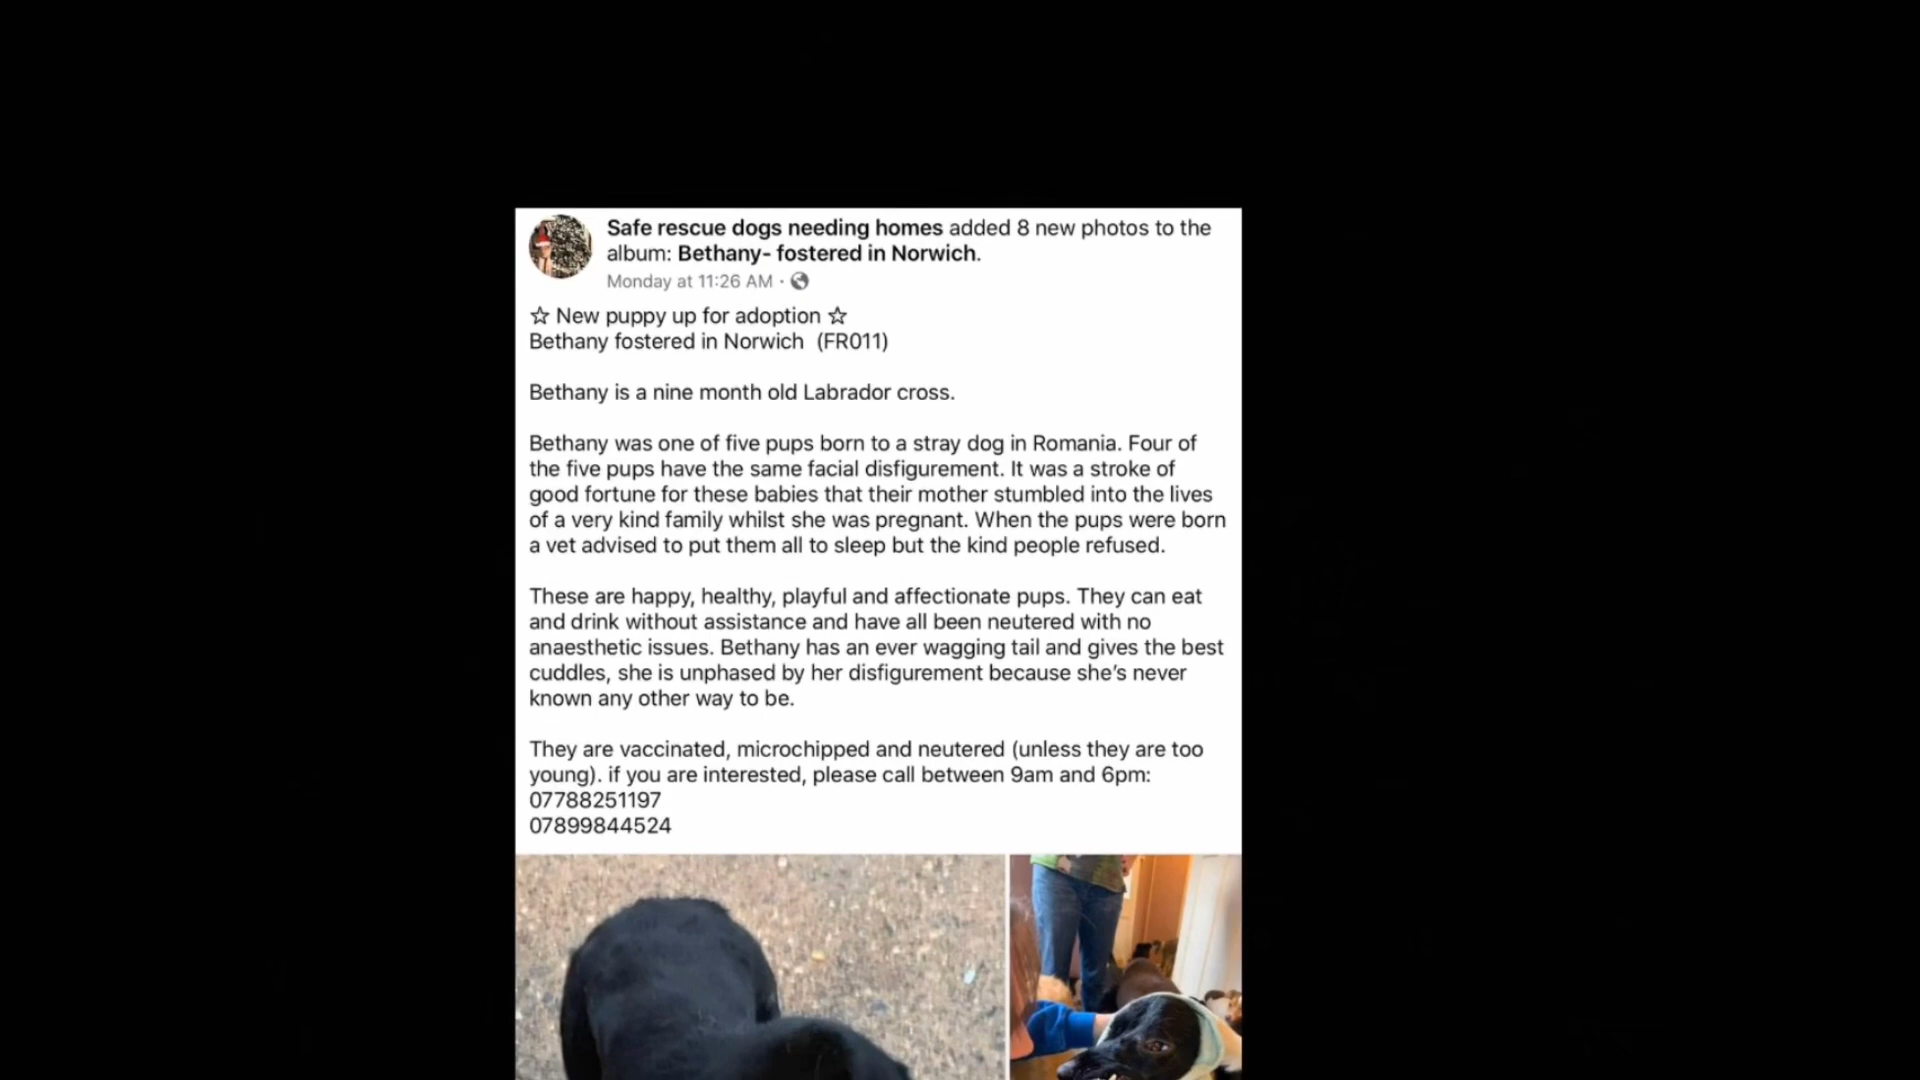 Safe rescue dogs needing homes added 8 new photos to the
album: Bethany- fostered in Norwich.
Monday at 11:26 AM ·
☆ New puppy up for adoption ☆
Bethany fostered in Norwich (FR011)
Bethany is a nine month old Labrador cross.
Bethany was one of five pups born to a stray dog in Romania. Four of
the five pups have the same facial disfigurement. It was a stroke of
good fortune for these babies that their mother stumbled into the lives
of a very kind family whilst she was pregnant. When the pups were born
a vet advised to put them all to sleep but the kind people refused.
These are happy, healthy, playful and affectionate pups. They can eat
and drink without assistance and have all been neutered with no
anaesthetic issues. Bethany has an ever wagging tail and gives the best
cuddles, she is unphased by her disfigurement because she's never
known any other way to be.
They are vaccinated, microchipped and neutered (unless they are too
young). if you are interested, please call between 9am and 6pm:
07788251197
07899844524